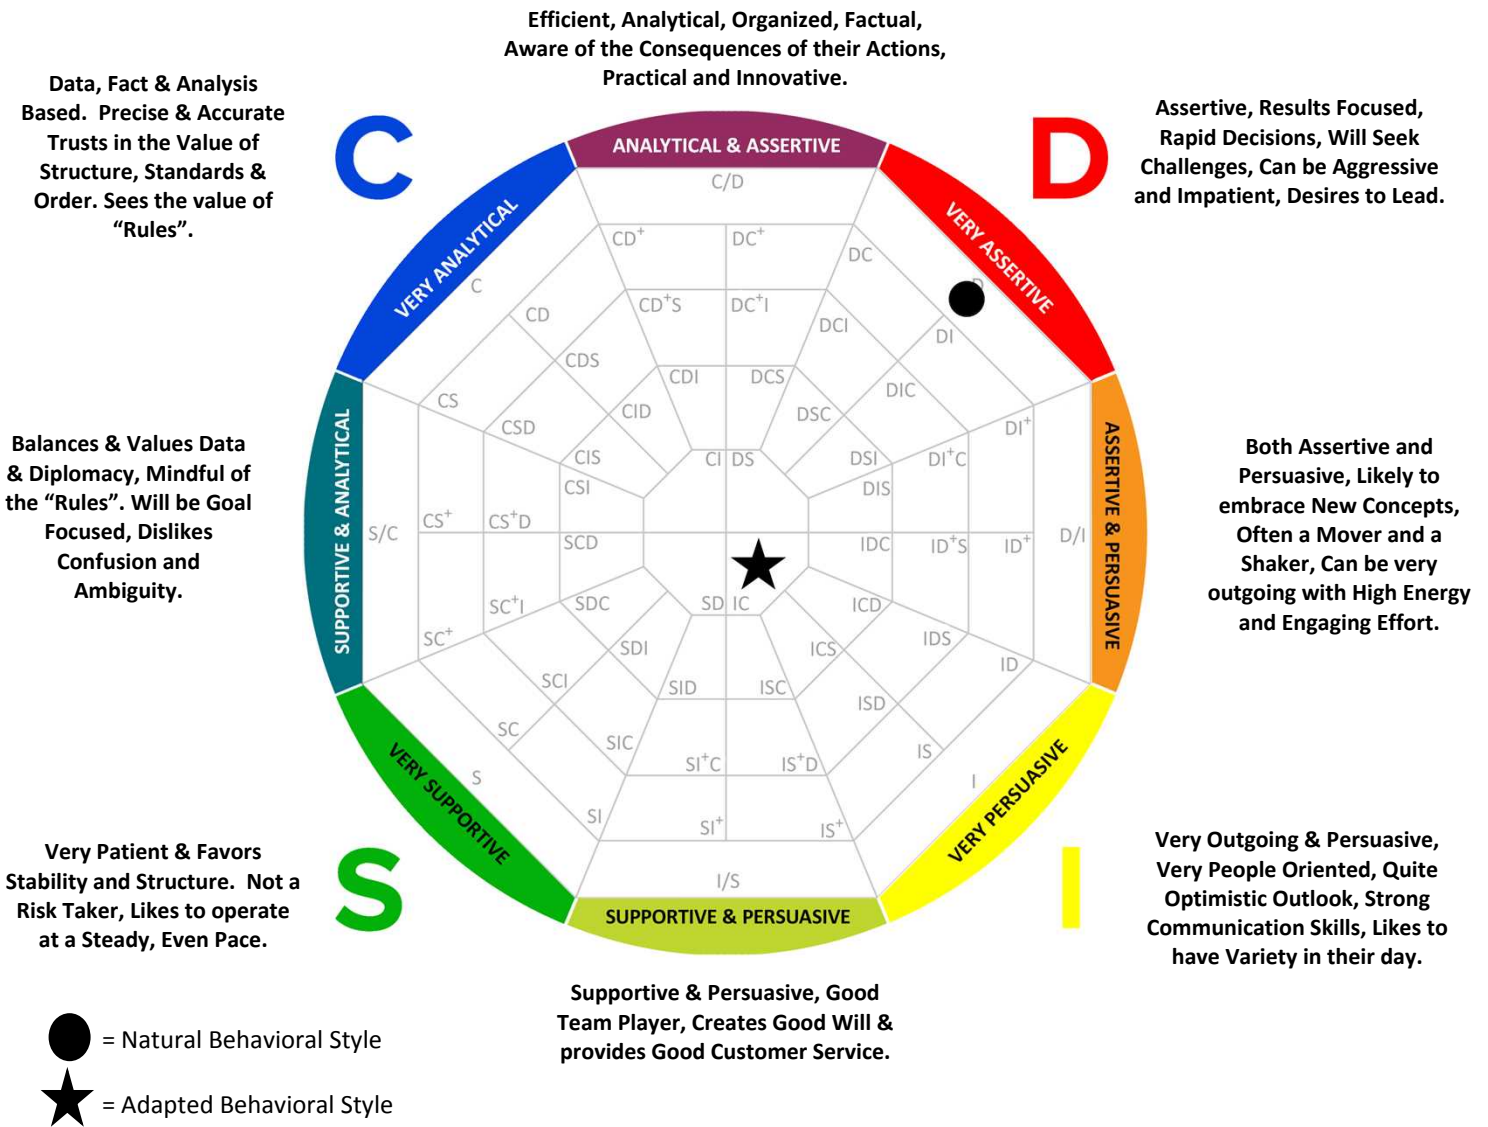 Efficient, Analytical, Organized, Factual,
Aware of the Consequences of their Actions,
Practical and Innovative.
Data, Fact & Analysis
Based.  Precise & Accurate
Trusts in the Value of
Structure, Standards &
Order. Sees the value of
“Rules”.
C
D
Assertive, Results Focused,
Rapid Decisions, Will Seek
Challenges, Can be Aggressive
and Impatient, Desires to Lead.
ANALYTICAL & ASSERTIVE
VERY ANALYTICAL
VERY ASSERTIVE
C/D
CD+
DC+
DC
C
D
CD
CD+S
DC+I
DCI
DI
CDS
CDI
DCS
DIC
CS
CID
DSC
DI+
CSD
CIS
CI
DS
DSI
DI+C
CSI
DIS
S/C
CS+
CS+D
SCD
IDC
ID+S
ID+
D/I
SC+I
SDC
SD
IC
ICD
SC+
SDI
ICS
IDS
ID
SCI
SID
ISC
ISD
SC
SIC
SI+C
IS+D
IS
S
I
SI
SI+
IS+
I/S
SUPPORTIVE & ANALYTICAL
ASSERTIVE & PERSUASIVE
VERY SUPPORTIVE
VERY PERSUASIVE
SUPPORTIVE & PERSUASIVE
Balances & Values Data
& Diplomacy, Mindful of
the “Rules”. Will be Goal
Focused, Dislikes
Confusion and
Ambiguity.
Both Assertive and
Persuasive, Likely to
embrace New Concepts,
Often a Mover and a
Shaker, Can be very
outgoing with High Energy
and Engaging Effort.
Very Patient & Favors
Stability and Structure.  Not a
Risk Taker, Likes to operate
at a Steady, Even Pace.
S
I
Very Outgoing & Persuasive,
Very People Oriented, Quite
Optimistic Outlook, Strong
Communication Skills, Likes to
have Variety in their day.
Supportive & Persuasive, Good
Team Player, Creates Good Will &
provides Good Customer Service.
= Natural Behavioral Style
= Adapted Behavioral Style